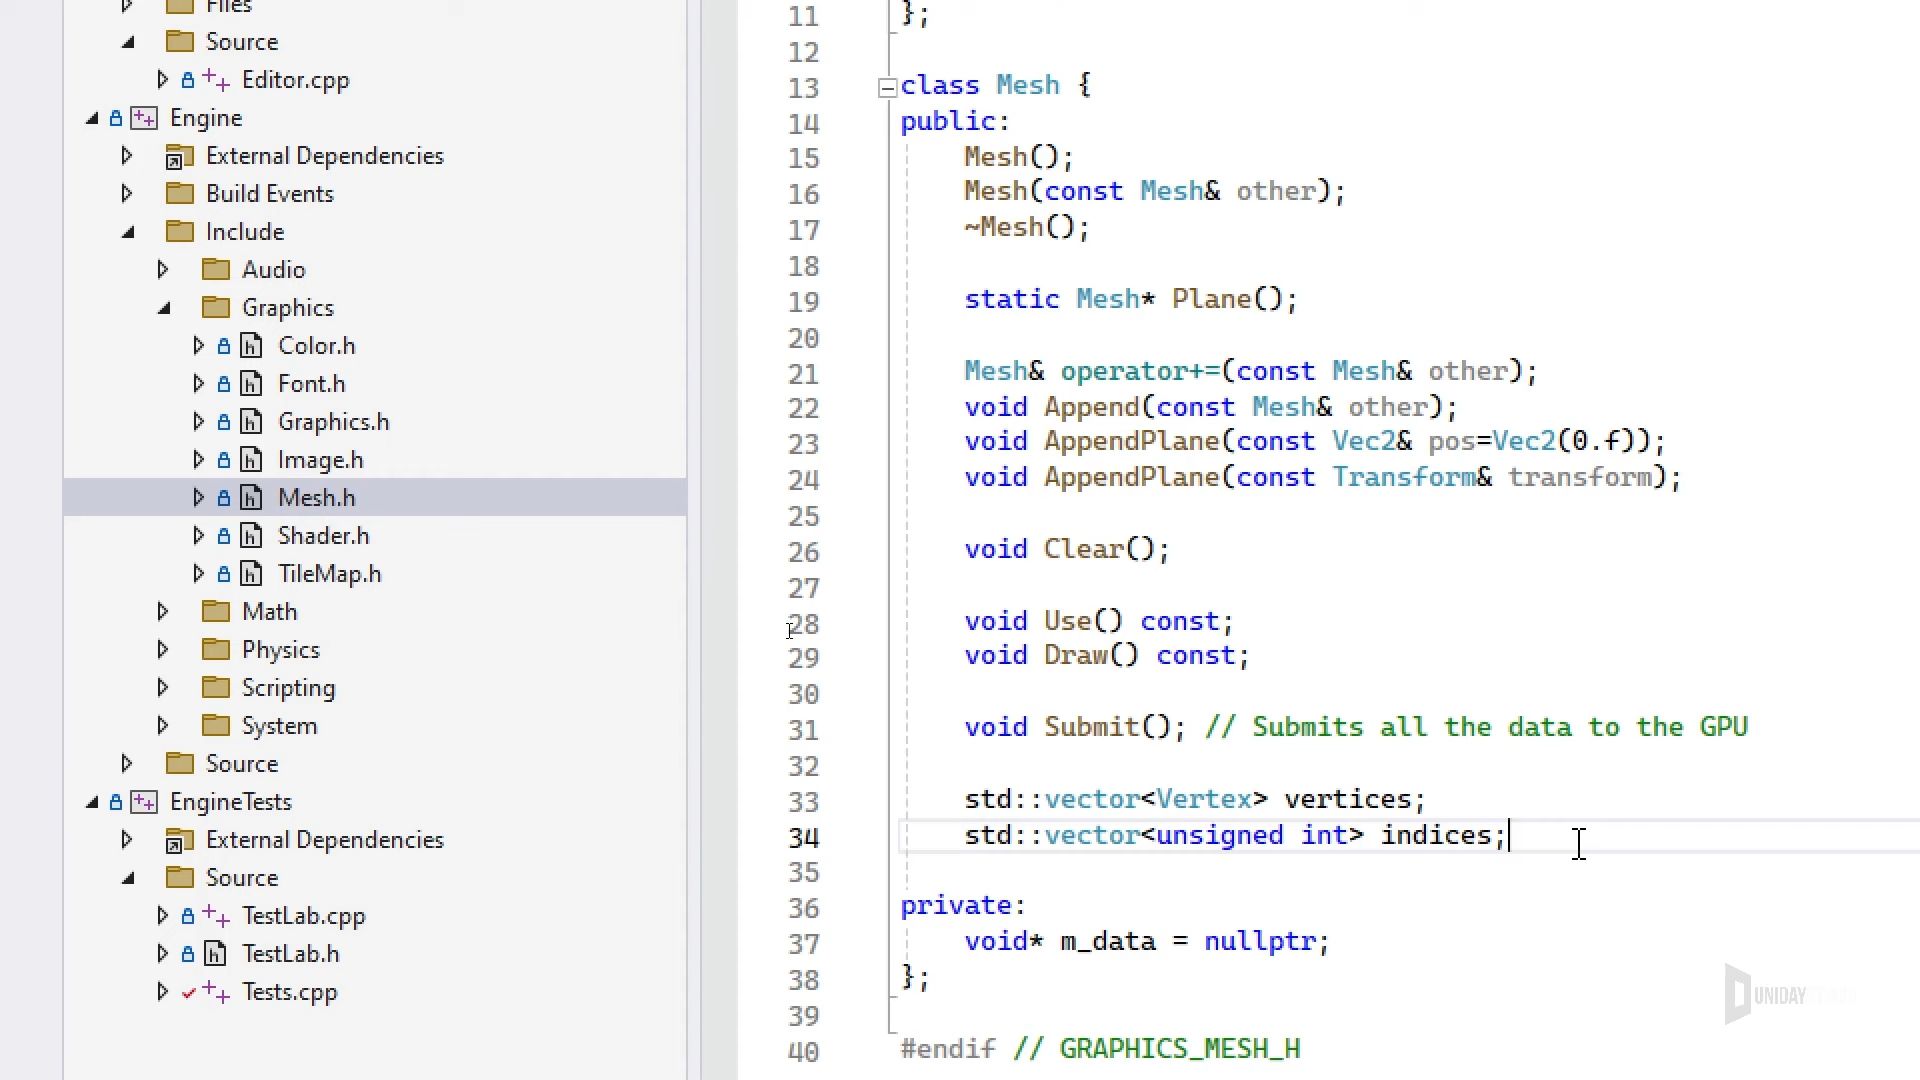 Files
Source
Editor.cpp
Engine
External Dependencies
Build Events
Include
Audio
Graphics
Color.h
Font.h
Graphics.h
Image.h
Mesh.h
Shader.h
TileMap.h
Math
Physics
Scripting
System
Source
EngineTests
External Dependencies
Source
TestLab.cpp
TestLab.h
Tests.cpp
11 };
12
13 class Mesh {
14 public:
15 Mesh();
16 Mesh(const Mesh& other);
17 ~Mesh();
18
19 static Mesh* Plane();
20
21 Mesh& operator+=(const Mesh& other);
22 void Append(const Mesh& other);
23 void AppendPlane(const Vec2& pos=Vec2(0.f));
24 void AppendPlane(const Transform& transform);
25
26 void Clear();
27
28 void Use() const;
29 void Draw() const;
30
31 void Submit(); // Submits all the data to the GPU
32
33 std::vector<Vertex> vertices;
34 std::vector<unsigned int> indices;
35
36 private:
37 void* m_data = nullptr;
38 };
39
40 #endif // GRAPHICS_MESH_H
UNIDAY